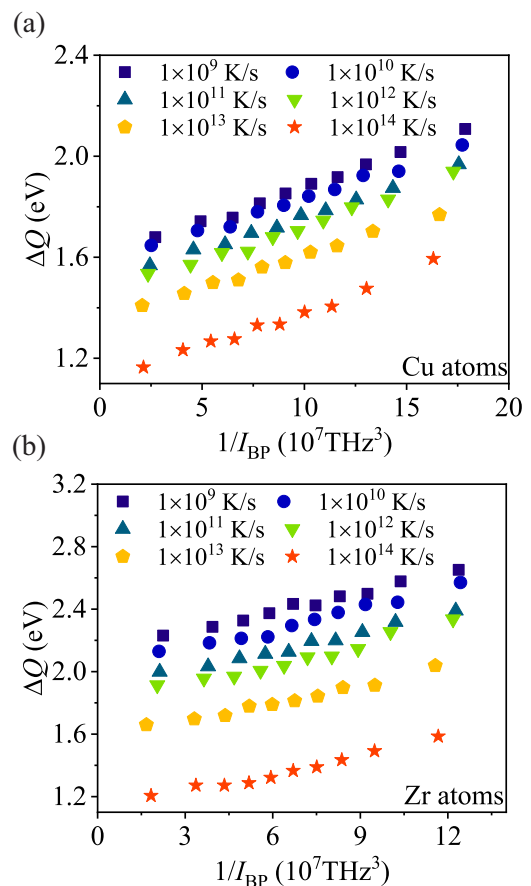 (a)
2.4
1×10⁹ K/s 1×10¹⁰ K/s
1×10¹¹ K/s 1×10¹² K/s
1×10¹³ K/s 1×10¹⁴ K/s
2.0
ΔQ (eV)
1.6
1.2
Cu atoms
0 5 10 15 20
1/I_BP (10⁷THz³)
(b)
3.2
1×10⁹ K/s 1×10¹⁰ K/s
1×10¹¹ K/s 1×10¹² K/s
2.8
1×10¹³ K/s 1×10¹⁴ K/s
2.4
ΔQ (eV)
2.0
1.6
1.2
Zr atoms
0 3 6 9 12
1/I_BP (10⁷THz³)